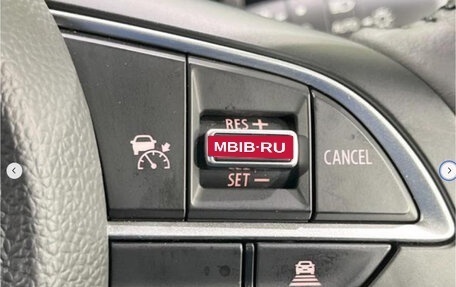 RES +
MBIB-RU
CANCEL
SET −